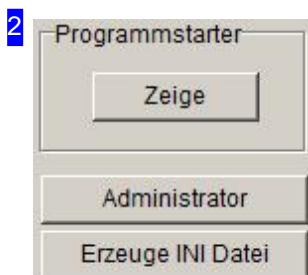 2
Programmstarter
Zeige
Administrator
Erzeuge INI Datei